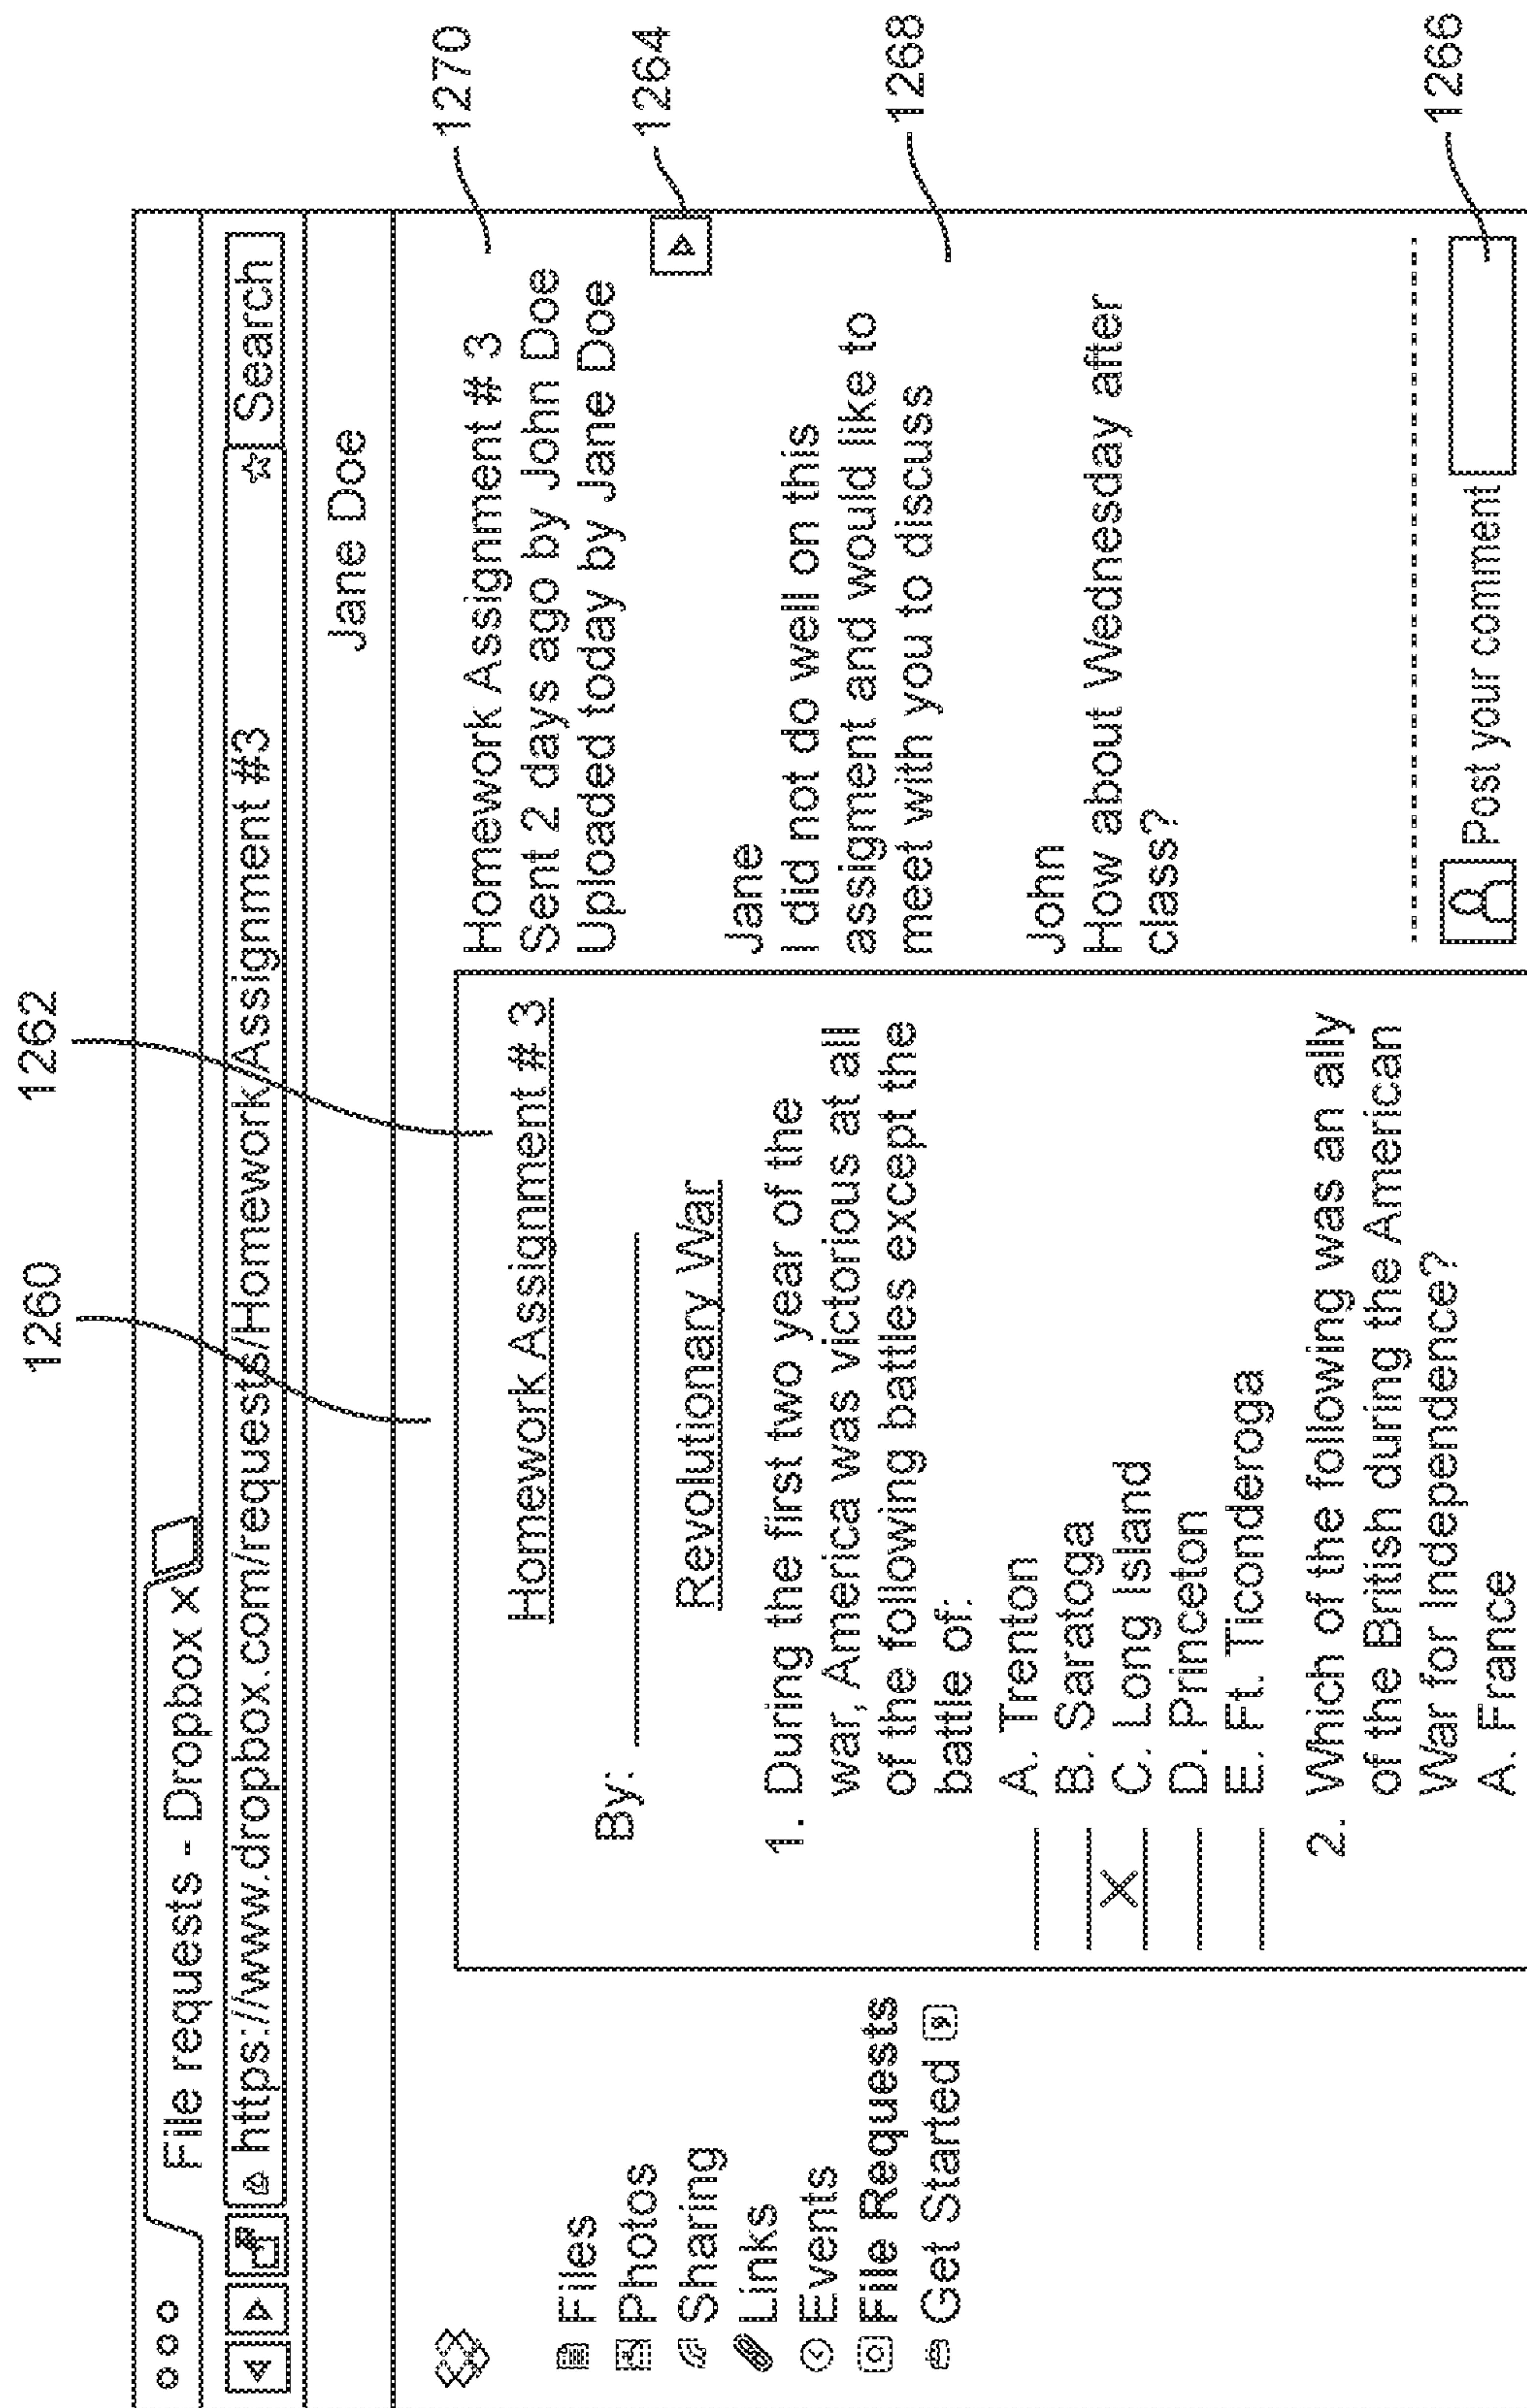 1260
1262
File requests - Dropbox x
https://www.dropbox.com/requests/HomeworkAssignment #3
Search
Jane Doe
Files
Photos
Sharing
Links
Events
File Requests
Get Started
Homework Assignment # 3
By:
Revolutionary War
1. During the first two year of the
war, America was victorious at all
of the following battles except the
battle of:
A. Trenton
B. Saratoga
X C. Long Island
D. Princeton
E. Ft. Ticonderoga
2. Which of the following was an ally
of the British during the American
War for Independence?
A. France
Homework Assignment # 3
Sent 2 days ago by John Doe
Uploaded today by Jane Doe
Jane
I did not do well on this
assigment and would like to
meet with you to discuss
John
How about Wednesday after
class?
Post your comment
1270
1264
1268
1266